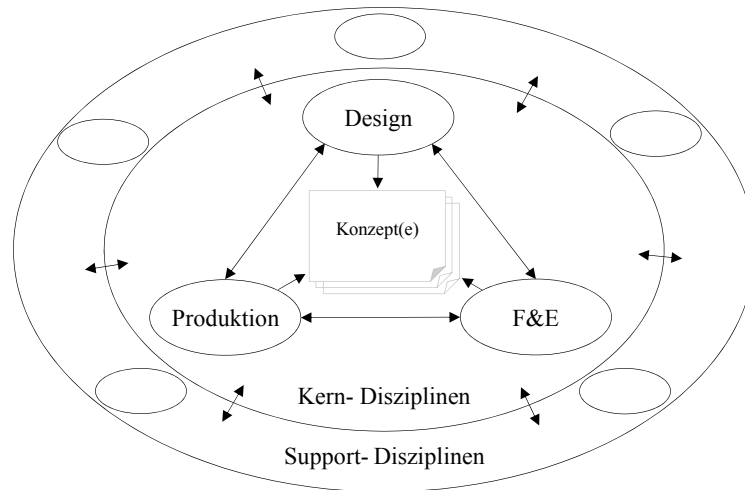 Design
Konzept(e)
Produktion
F&E
Kern- Disziplinen
Support- Disziplinen